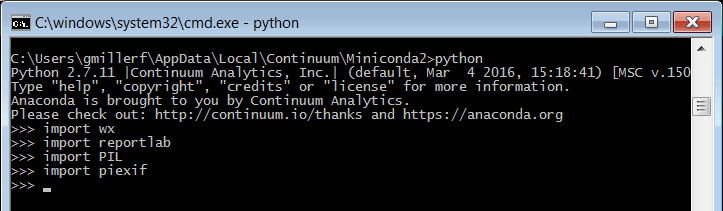 C:\windows\system32\cmd.exe - python
C:\Users\gmillerf\AppData\Local\Continuum\Miniconda2>python
Python 2.7.11 |Continuum Analytics, Inc.| (default, Mar  4 2016, 15:18:41) [MSC v.150
Type "help", "copyright", "credits" or "license" for more information.
Anaconda is brought to you by Continuum Analytics.
Please check out: http://continuum.io/thanks and https://anaconda.org
>>> import wx
>>> import reportlab
>>> import PIL
>>> import piexif
>>> _